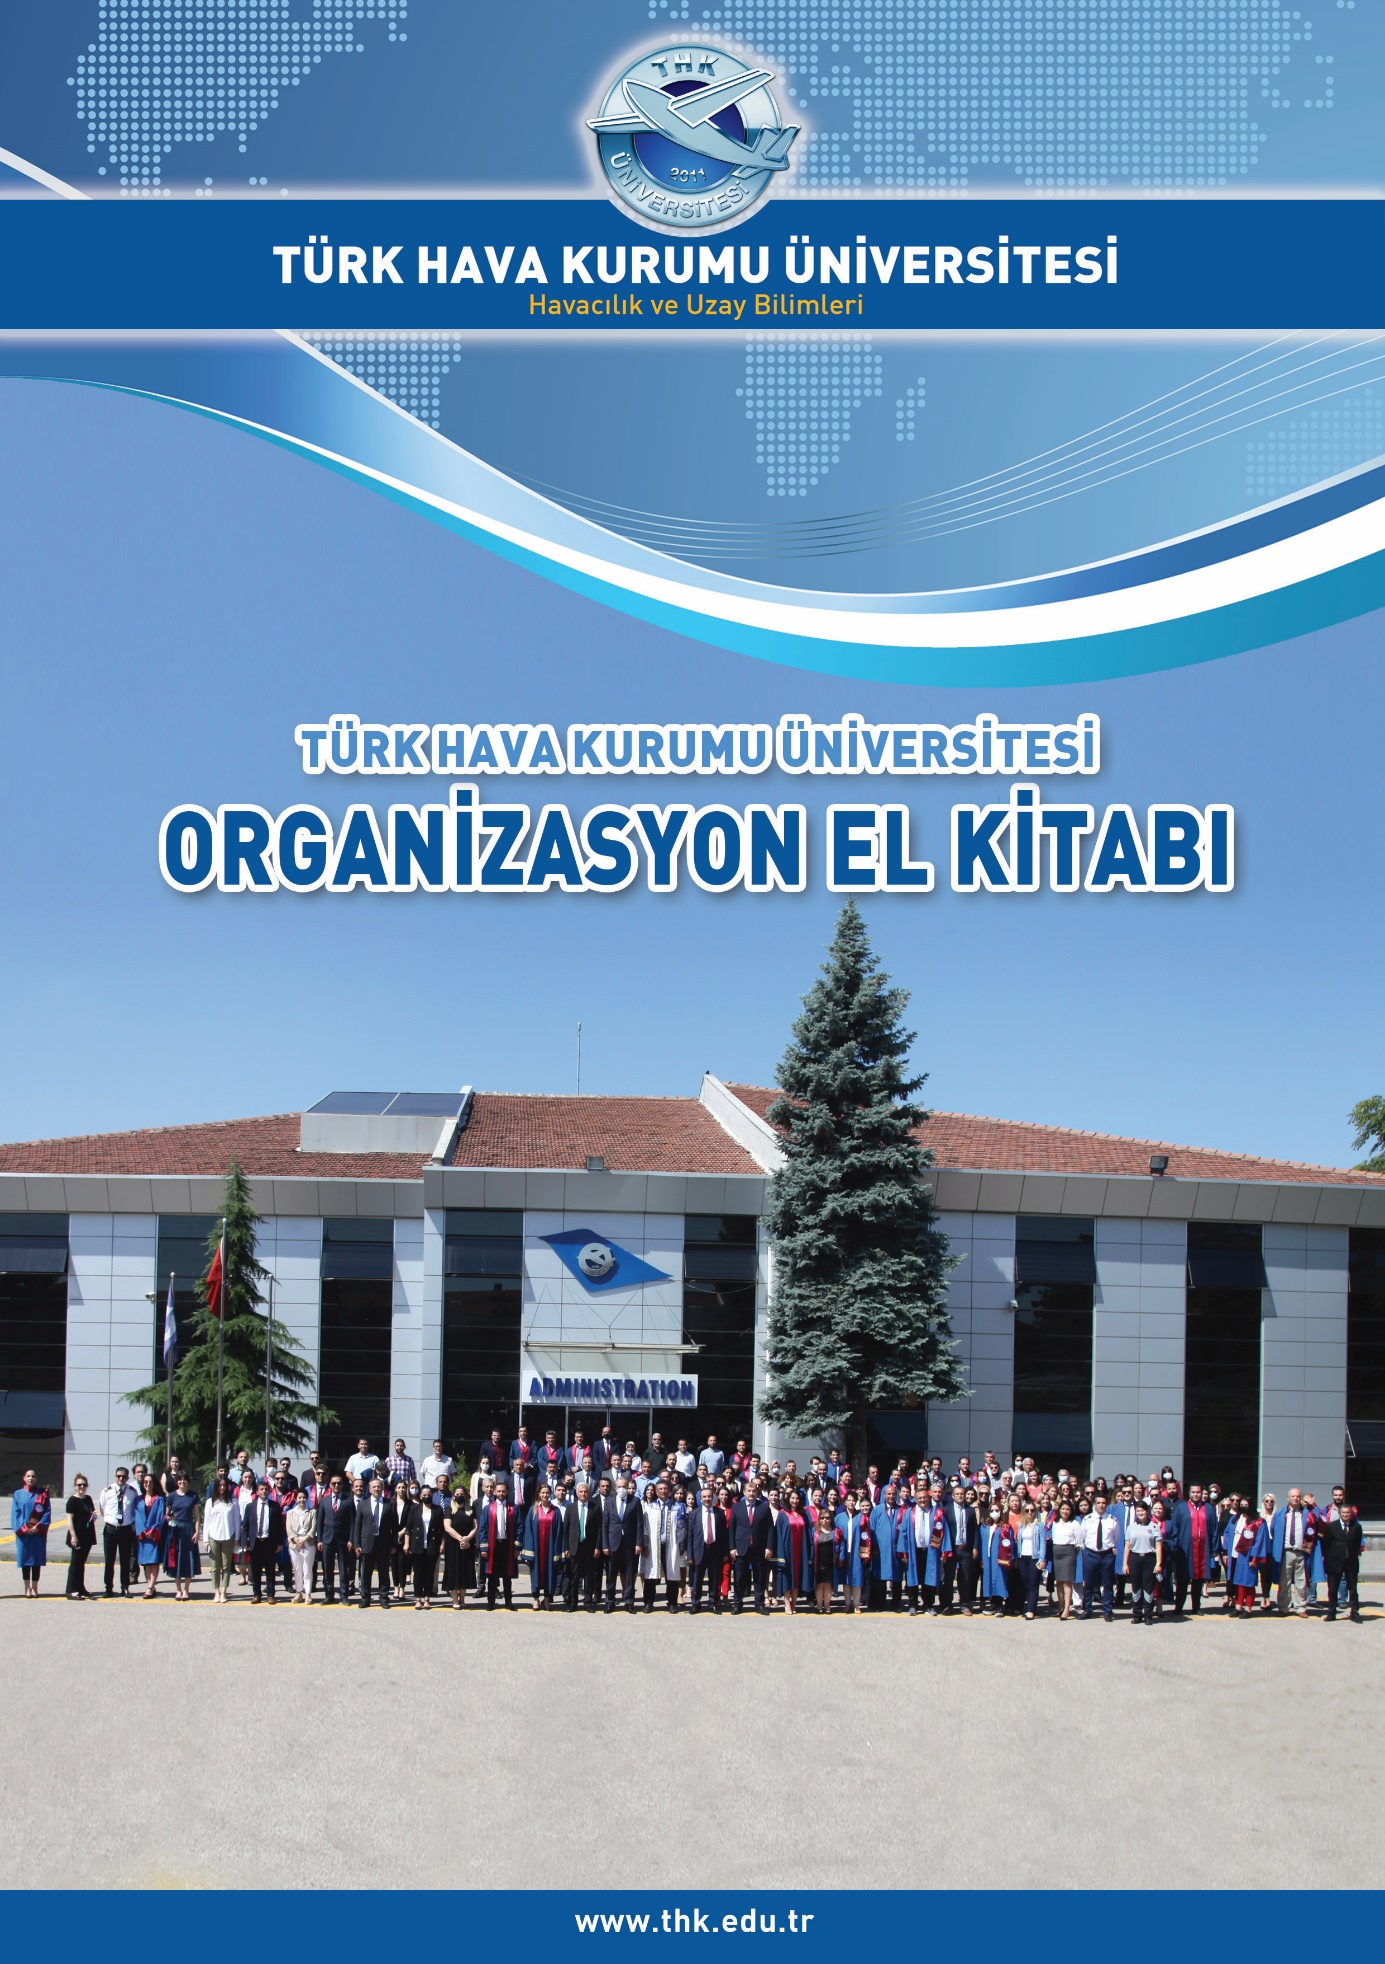 THK
2011
ÜNİVERSİTESİ
TÜRK HAVA KURUMU ÜNİVERSİTESİ
Havacılık ve Uzay Bilimleri
TÜRK HAVA KURUMU ÜNİVERSİTESİ
ORGANİZASYON EL KİTABI
ADMINISTRATION
www.thk.edu.tr